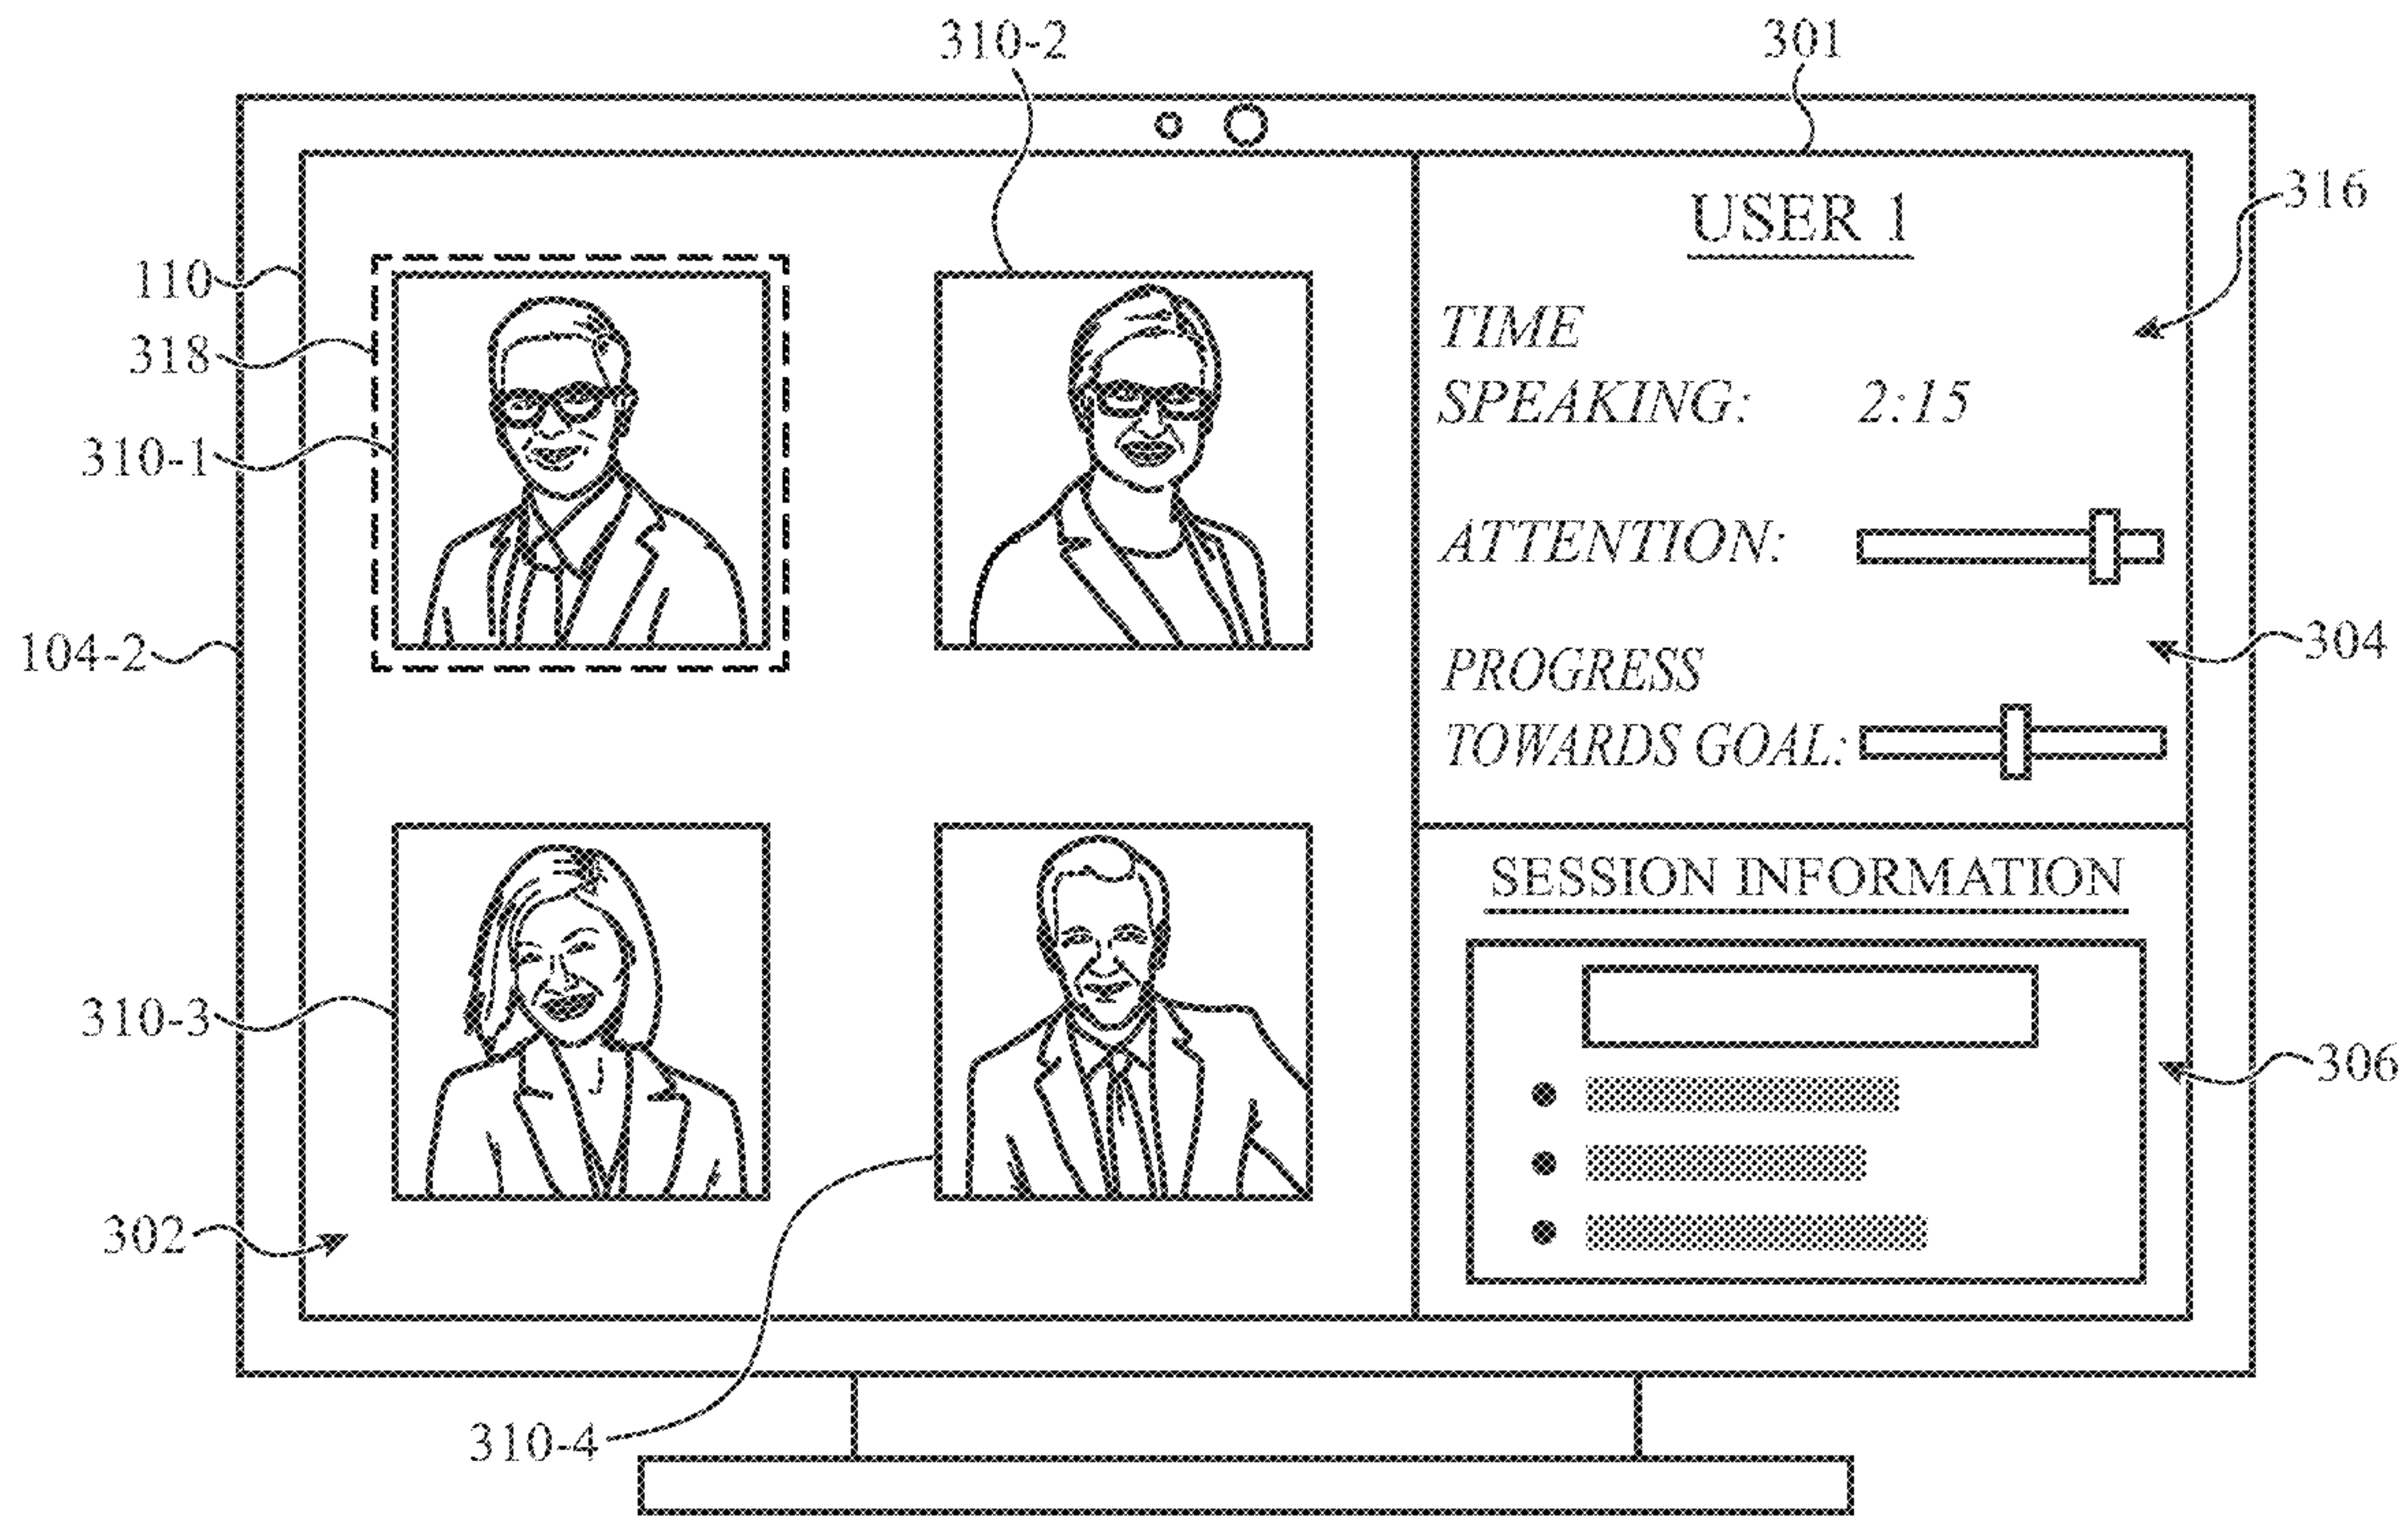 310-2
301
316
USER 1
110
318
310-1
TIME
SPEAKING: 2:15
ATTENTION:
104-2
304
PROGRESS
TOWARDS GOAL:
SESSION INFORMATION
310-3
306
302
310-4